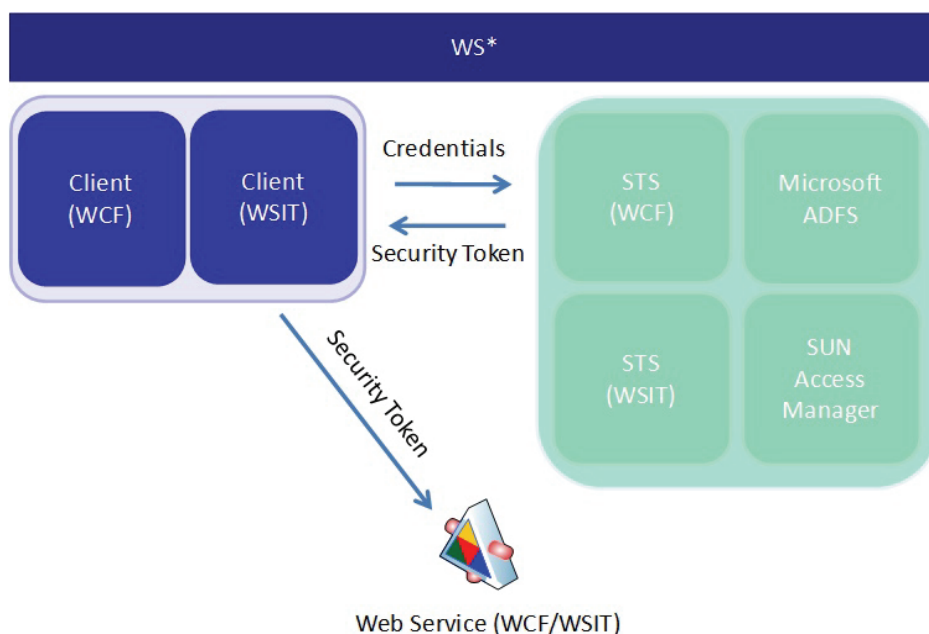 WS*
Client
(WCF)
Client
(WSIT)
Credentials
Security Token
STS
(WCF)
Microsoft
ADFS
STS
(WSIT)
SUN
Access
Manager
Security Token
Web Service (WCF/WSIT)